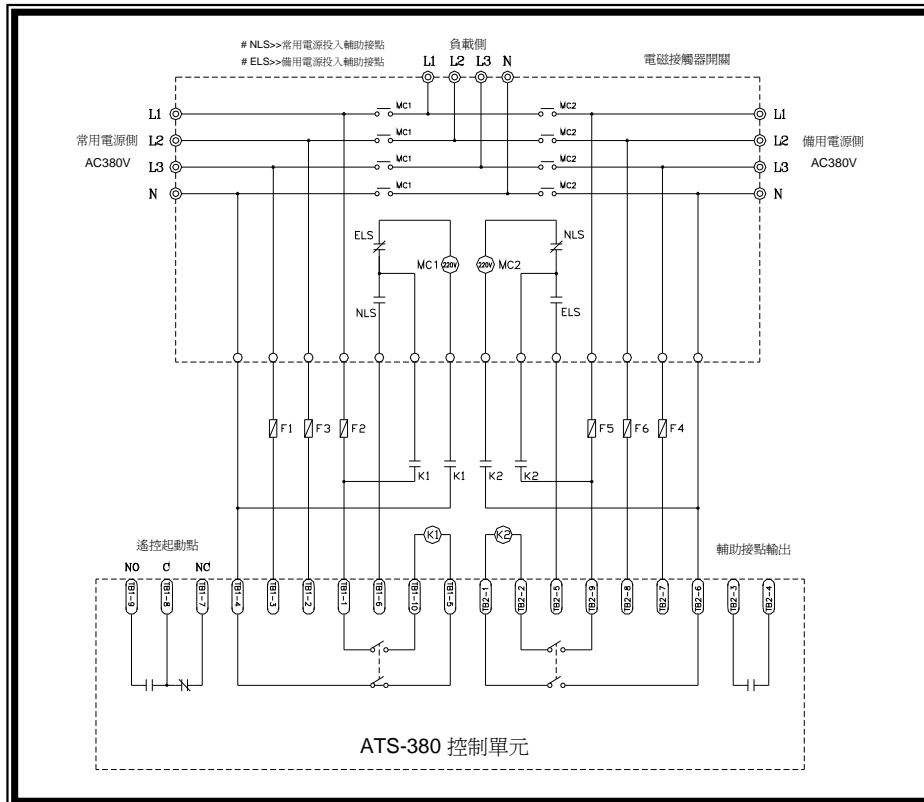 # NLS>>常用電源投入輔助接點
負載側
# ELS>>備用電源投入輔助接點
電磁接觸器開關
L1 L2 L3 N
L1 MC1 MC2 L1
常用電源側 L2 MC1 MC2 L2 備用電源側
AC380V L3 MC1 MC2 L3 AC380V
N MC1 MC2 N
ELS NLS
MC1 220V 220V MC2
NLS ELS
F1 F3 F2 F5 F6 F4
K1 K1 K2 K2
K1 K2
遙控起動點 輔助接點輸出
NO C NC
TB1-9 TB1-8 TB1-7 TB1-4 TB1-3 TB1-2 TB1-1 TB1-6 TB1-10 TB1-5 TB2-1 TB2-2 TB2-5 TB2-9 TB2-8 TB2-7 TB2-6 TB2-3 TB2-4
ATS-380 控制單元